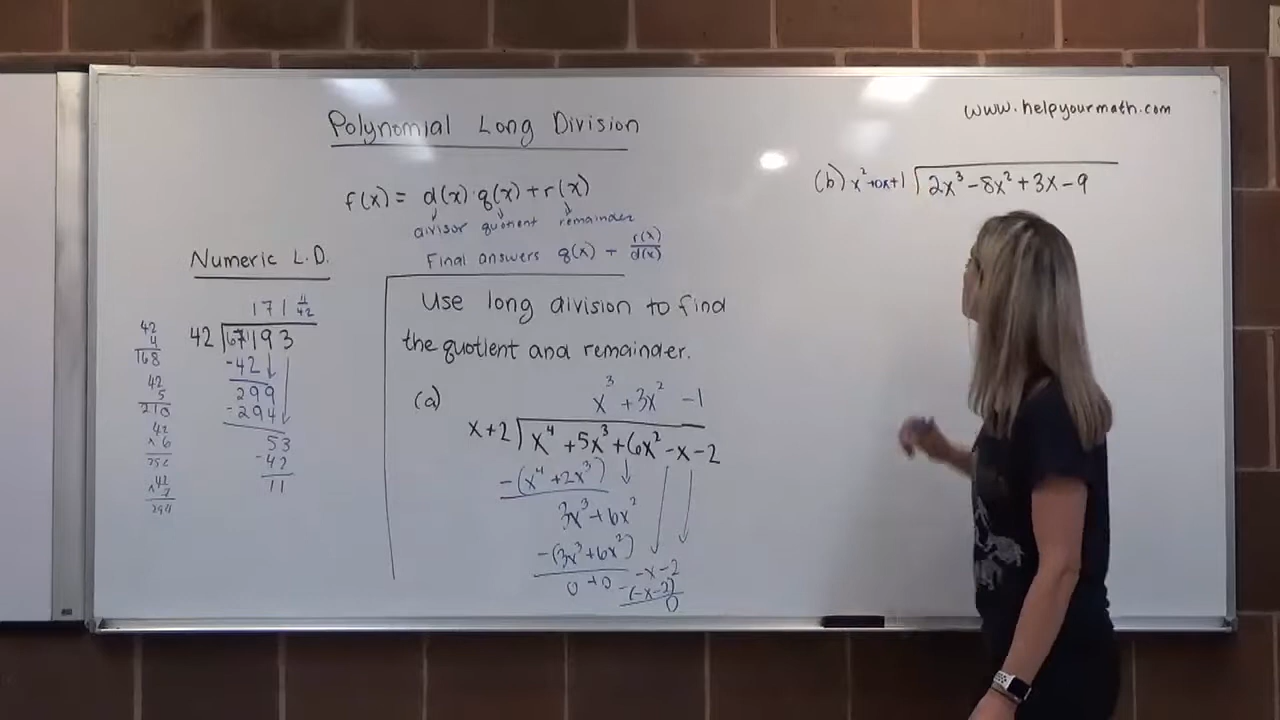 Polynomial Long Division
f(x) = d(x)·q(x) + r(x)
divisor quotient remainder
Final answers q(x) + r(x)/d(x)
Numeric L.D.
171 11/42
42 7193
-42
299
-294
53
-42
11
42
4
168
42
5
210
42
x 6
252
42
x 7
294
Use long division to find
the quotient and remainder.
(a)
x³ + 3x² - 1
x+2 x⁴ + 5x³ + 6x² - x - 2
-(x⁴ + 2x³)
3x³ + 6x²
-(3x³ + 6x²)
0 + 0 -x - 2
-(-x-2)
0
www.helpyourmath.com
(b) x²+0x+1 2x³ - 8x² + 3x - 9